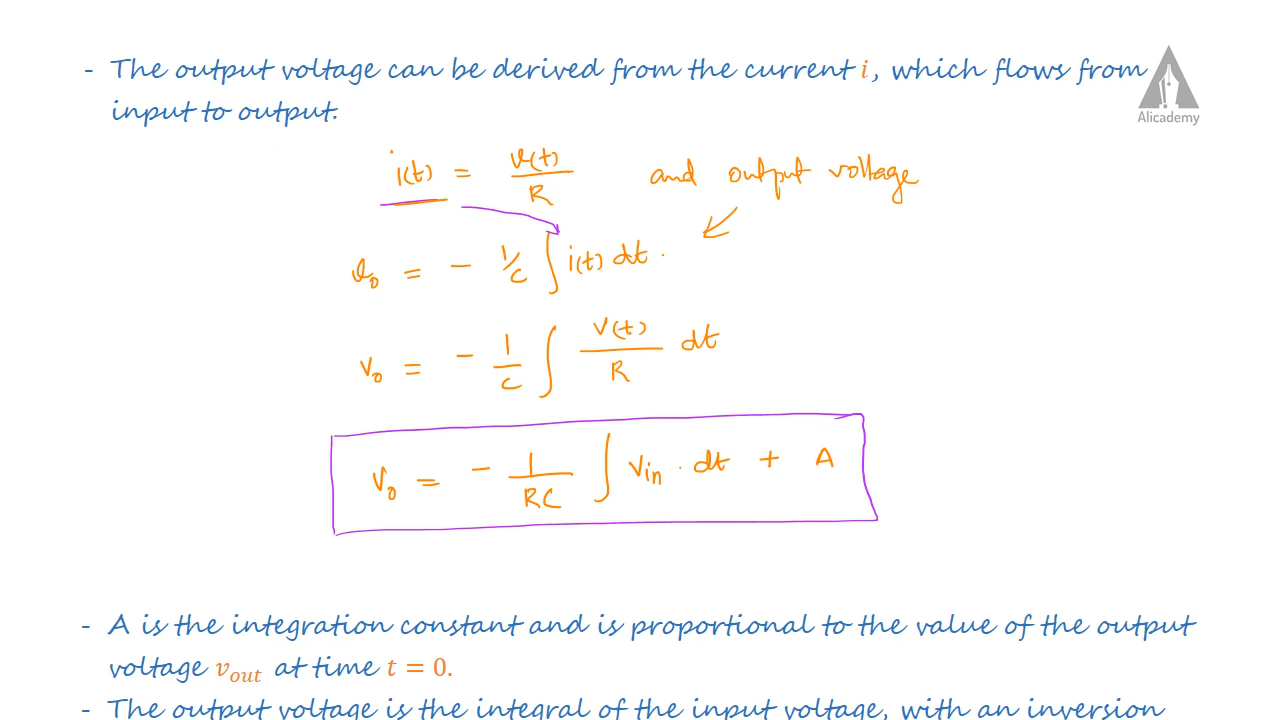 - The output voltage can be derived from the current i, which flows from
input to output.
Alicademy
i(t) = v(t)/R and output voltage
v₀ = - 1/C ∫ i(t) dt.
V₀ = - 1/C ∫ V(t)/R dt
V₀ = - 1/RC ∫ Vin . dt + A
- A is the integration constant and is proportional to the value of the output
voltage vₒᵤₜ at time t = 0.
- The output voltage is the integral of the input voltage, with an inversion